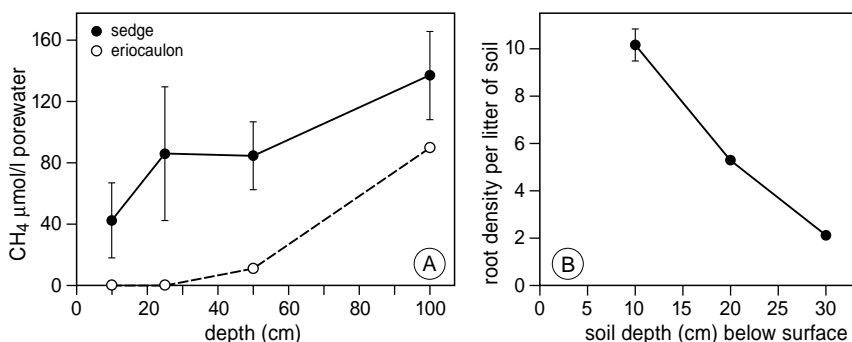 160
120
80
40
0
CH4 μmol/l porewater
sedge
eriocaulon
A
0 20 40 60 80 100
depth (cm)
10
8
6
4
2
0
root density per litter of soil
B
0 5 10 15 20 25 30
soil depth (cm) below surface